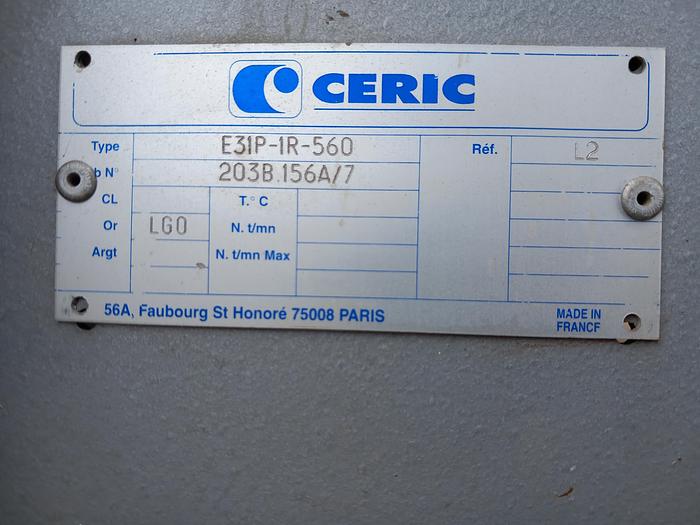 CERIC
Type E31P-1R-560 Réf. L2
b N° 203B.156A/7
CL T.° C
Or LG0 N. t/mn
Argt N. t/mn Max
56A, Faubourg St Honoré 75008 PARIS
MADE IN
FRANCE